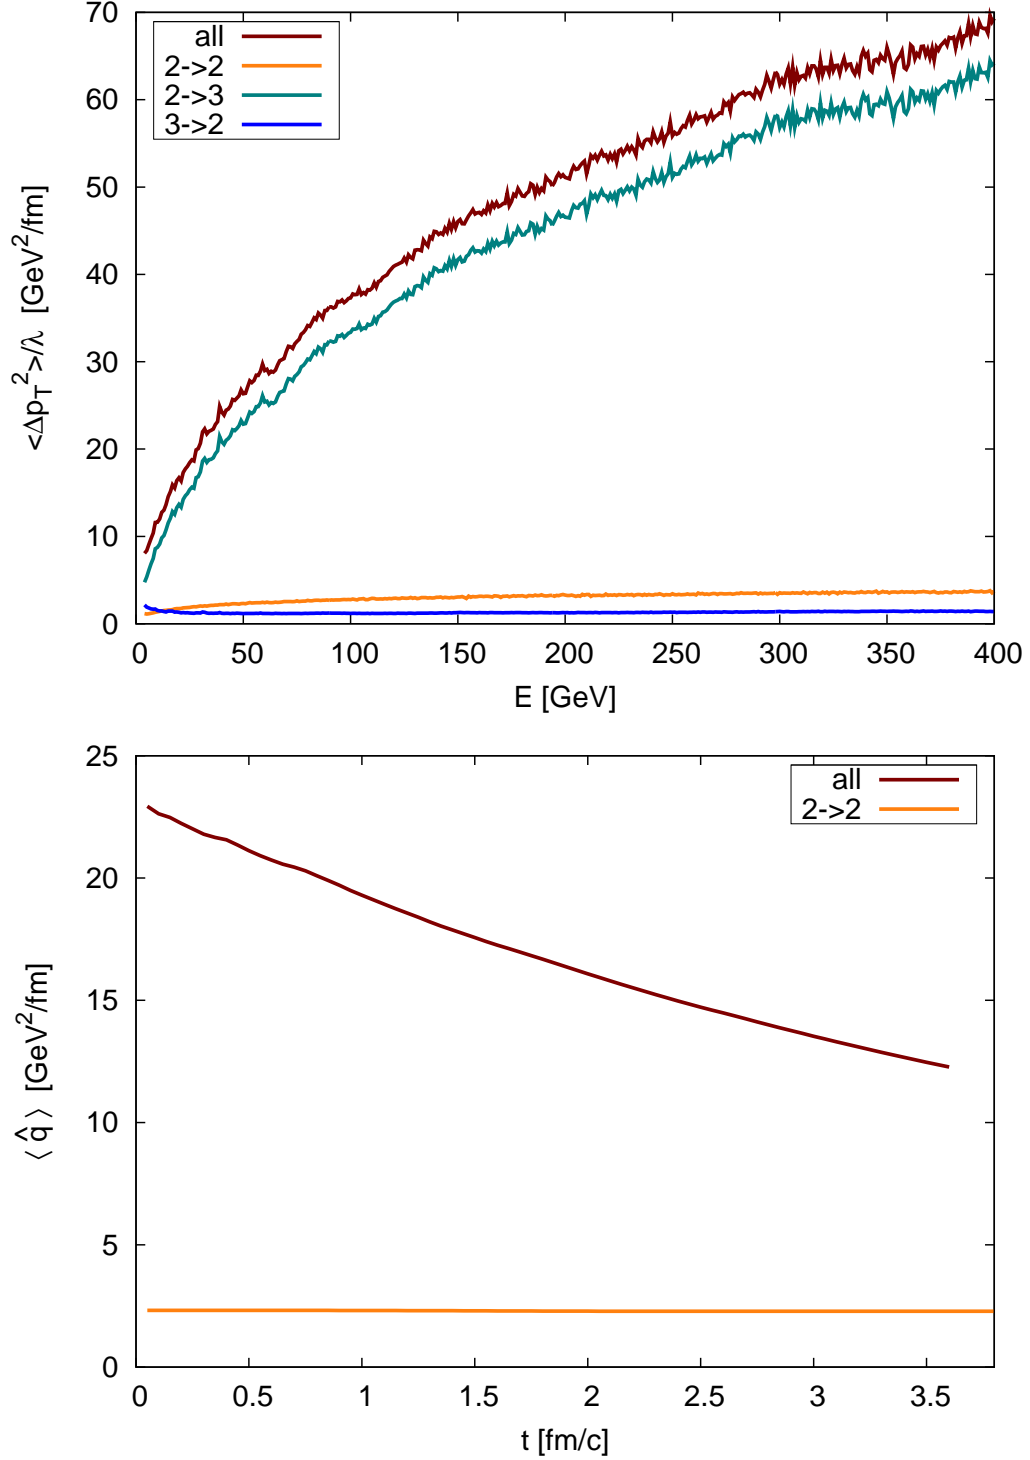 70
60
50
40
30
20
10
0
<Δp_T^2>/λ [GeV^2/fm]
all
2->2
2->3
3->2
0 50 100 150 200 250 300 350 400
E [GeV]
25
20
15
10
5
0
⟨ q̂ ⟩ [GeV^2/fm]
all
2->2
0 0.5 1 1.5 2 2.5 3 3.5
t [fm/c]